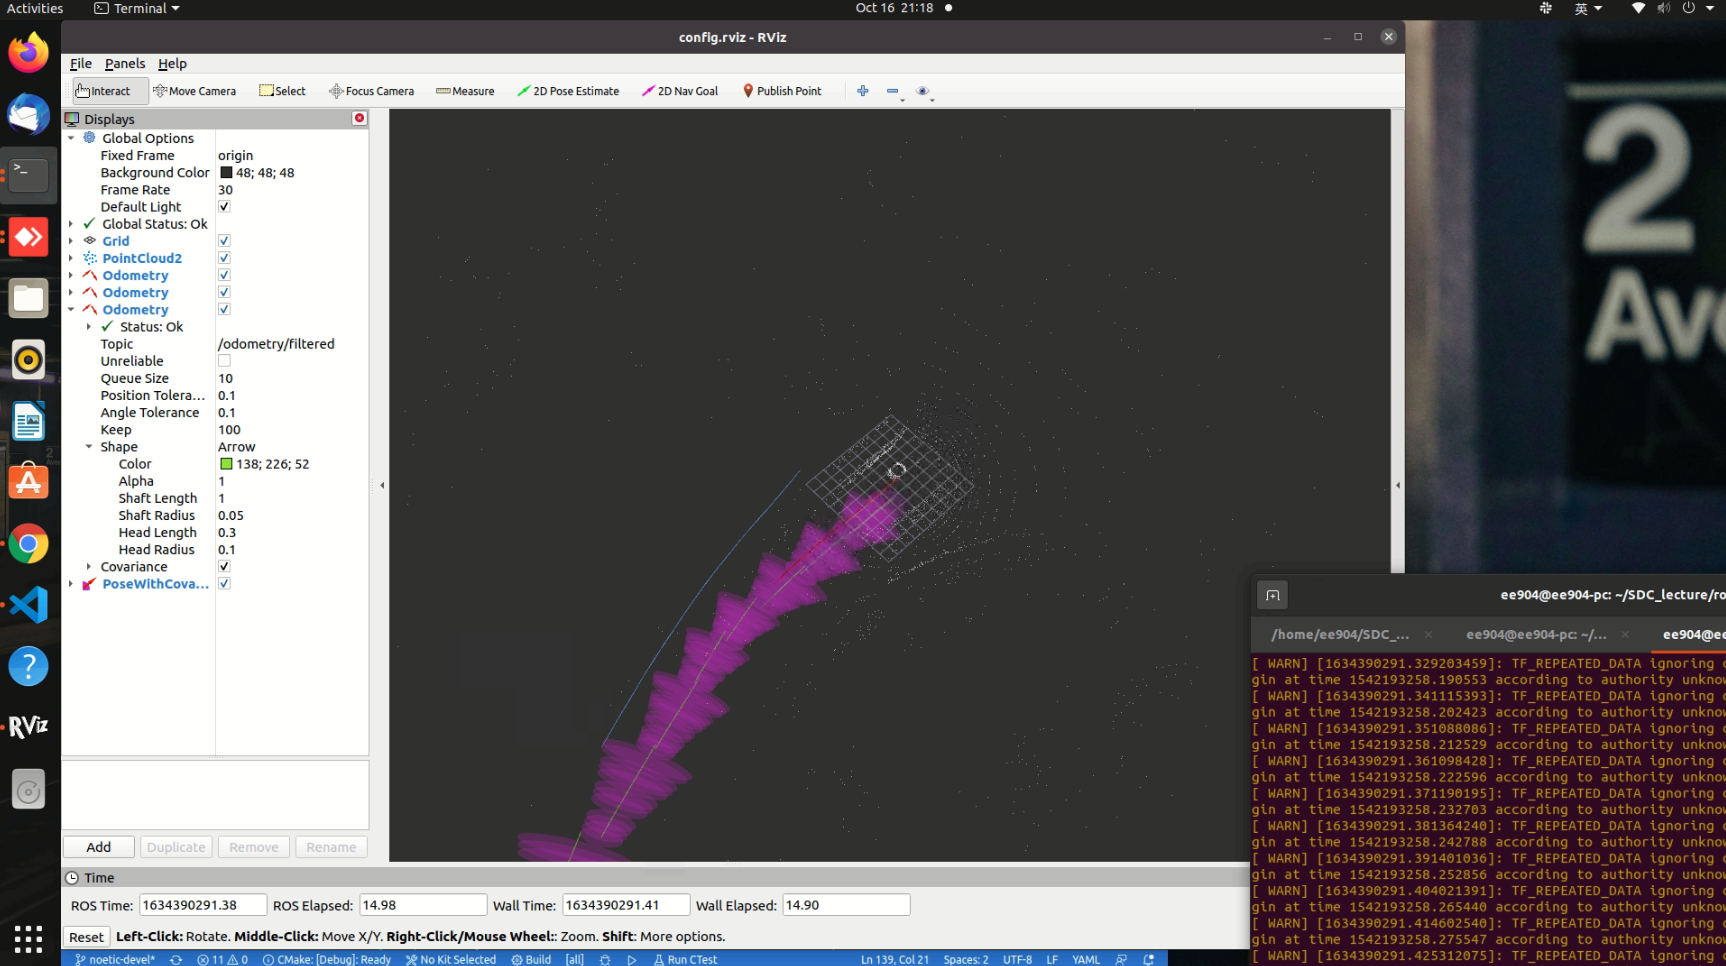 Activities
Terminal
Oct 16 21:18
英
config.rviz - RViz
File Panels Help
Interact Move Camera Select Focus Camera Measure 2D Pose Estimate 2D Nav Goal Publish Point
Displays
Global Options
Fixed Frame origin
Background Color 48; 48; 48
Frame Rate 30
Default Light
Global Status: Ok
Grid
PointCloud2
Odometry
Odometry
Odometry
Status: Ok
Topic /odometry/filtered
Unreliable
Queue Size 10
Position Tolera... 0.1
Angle Tolerance 0.1
Keep 100
Shape Arrow
Color 138; 226; 52
Alpha 1
Shaft Length 1
Shaft Radius 0.05
Head Length 0.3
Head Radius 0.1
Covariance
PoseWithCova...
RViz
Add Duplicate Remove Rename
Time
ROS Time: 1634390291.38 ROS Elapsed: 14.98 Wall Time: 1634390291.41 Wall Elapsed: 14.90
Reset Left-Click: Rotate. Middle-Click: Move X/Y. Right-Click/Mouse Wheel:: Zoom. Shift: More options.
noetic-devel* 11 0 CMake: [Debug]: Ready No Kit Selected Build [all] Run CTest Ln 139, Col 21 Spaces: 2 UTF-8 LF YAML
2
Ave
ee904@ee904-pc: ~/SDC_lecture/ro
/home/ee904/SDC_... ee904@ee904-pc: ~/... ee904@ee
[ WARN] [1634390291.329203459]: TF_REPEATED_DATA ignoring
gin at time 1542193258.190553 according to authority unknow
[ WARN] [1634390291.341115393]: TF_REPEATED_DATA ignoring
gin at time 1542193258.202423 according to authority unknow
[ WARN] [1634390291.351088086]: TF_REPEATED_DATA ignoring
gin at time 1542193258.212529 according to authority unknow
[ WARN] [1634390291.361098428]: TF_REPEATED_DATA ignoring
gin at time 1542193258.222596 according to authority unknow
[ WARN] [1634390291.371190195]: TF_REPEATED_DATA ignoring
gin at time 1542193258.232703 according to authority unknow
[ WARN] [1634390291.381364240]: TF_REPEATED_DATA ignoring
gin at time 1542193258.242788 according to authority unknow
[ WARN] [1634390291.391401036]: TF_REPEATED_DATA ignoring
gin at time 1542193258.252856 according to authority unknow
[ WARN] [1634390291.404021391]: TF_REPEATED_DATA ignoring
gin at time 1542193258.265440 according to authority unknow
[ WARN] [1634390291.414602540]: TF_REPEATED_DATA ignoring
gin at time 1542193258.275547 according to authority unknow
[ WARN] [1634390291.425312075]: TF_REPEATED_DATA ignoring